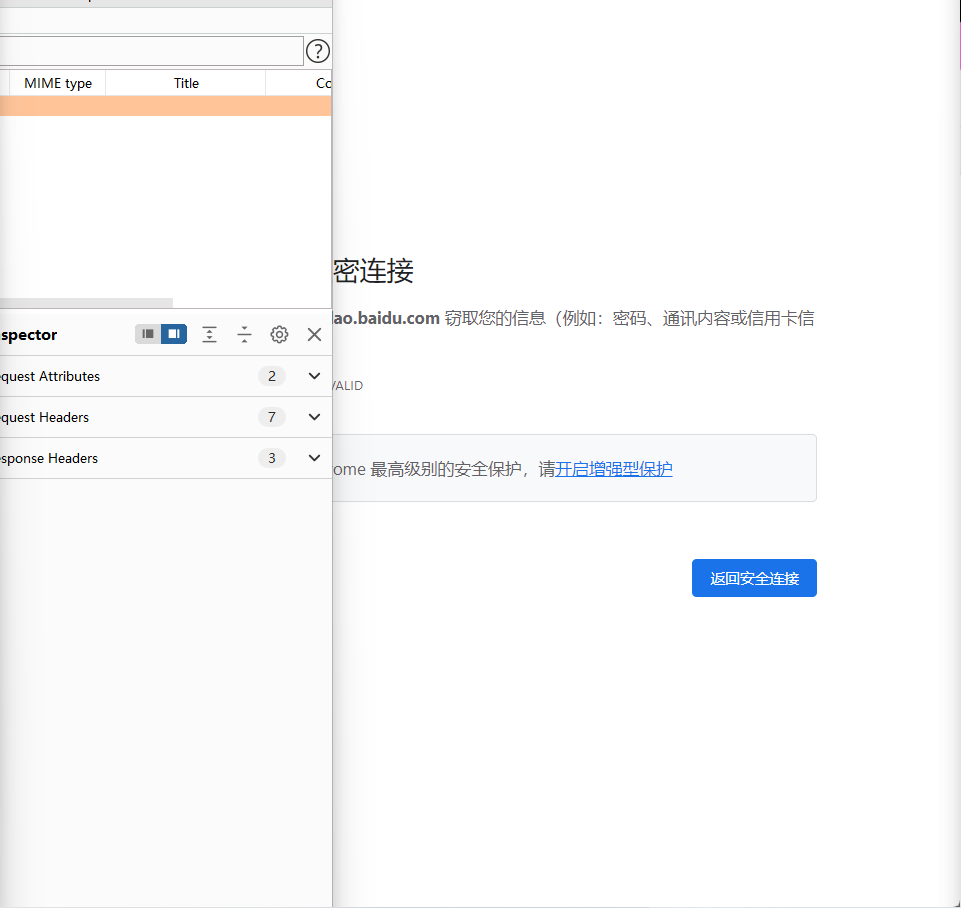 MIME type Title Co
密连接
ao.baidu.com 窃取您的信息（例如：密码、通讯内容或信用卡信
spector
quest Attributes 2
VALID
quest Headers 7
sponse Headers 3
ome 最高级别的安全保护，请开启增强型保护
返回安全连接